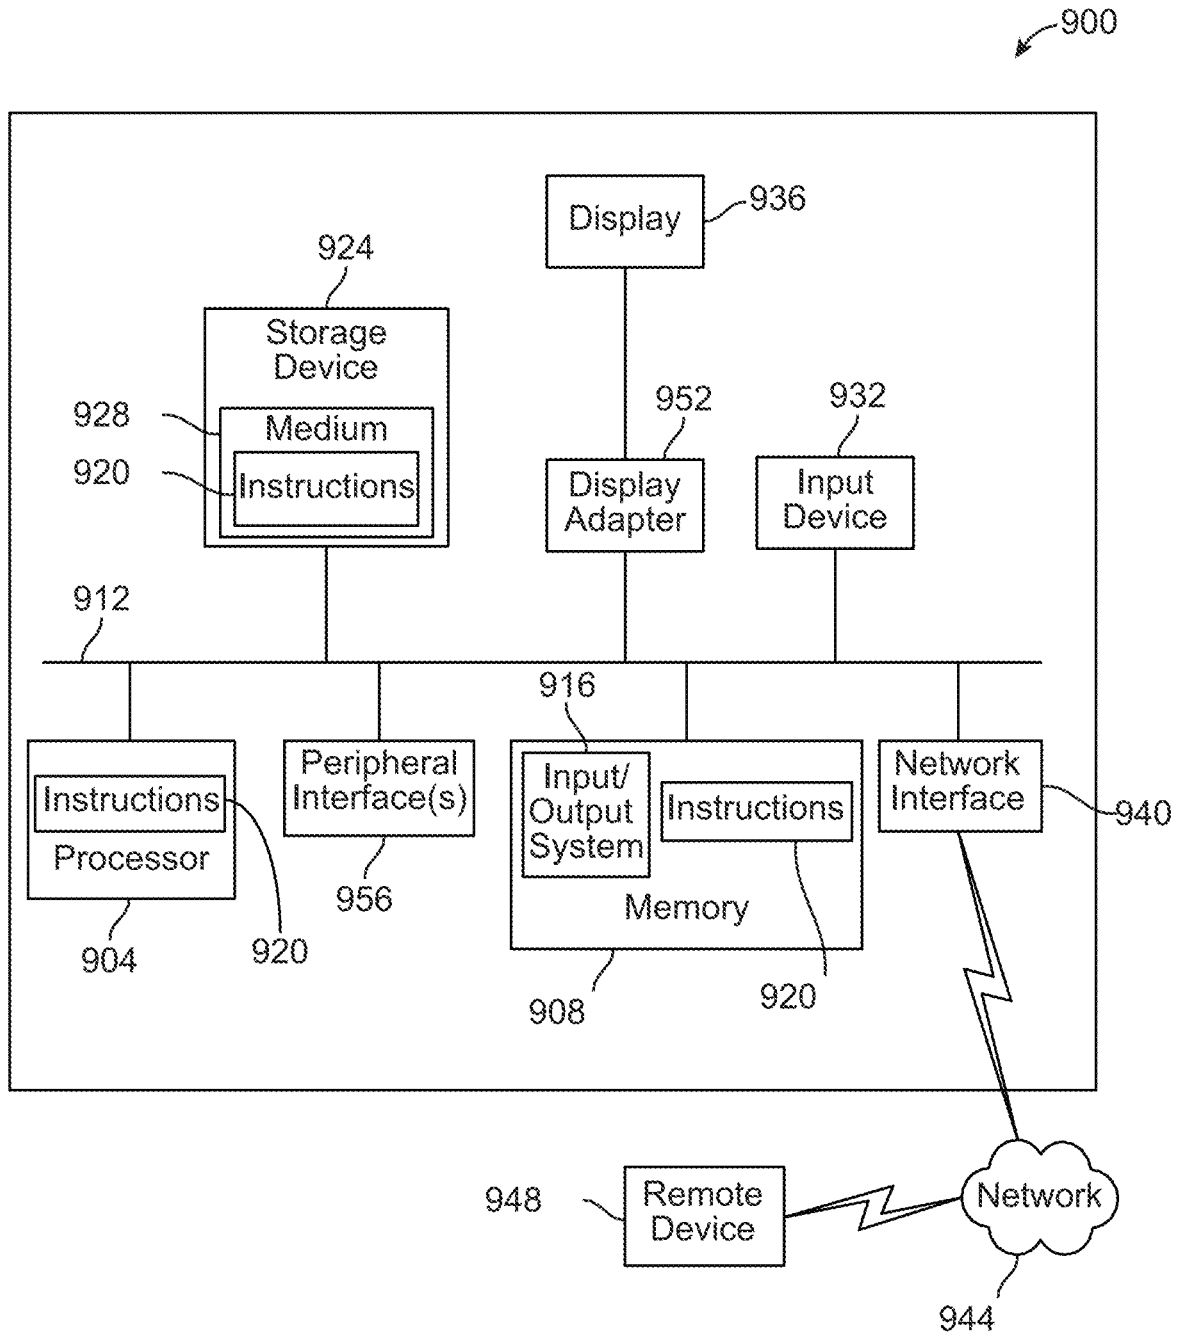 900
Display
936
924
Storage
Device
928
Medium
920
Instructions
952
Display
Adapter
932
Input
Device
912
Instructions
Processor
904
920
Peripheral
Interface(s)
956
916
Input/
Output
System
Instructions
Memory
908
920
Network
Interface
940
948
Remote
Device
Network
944